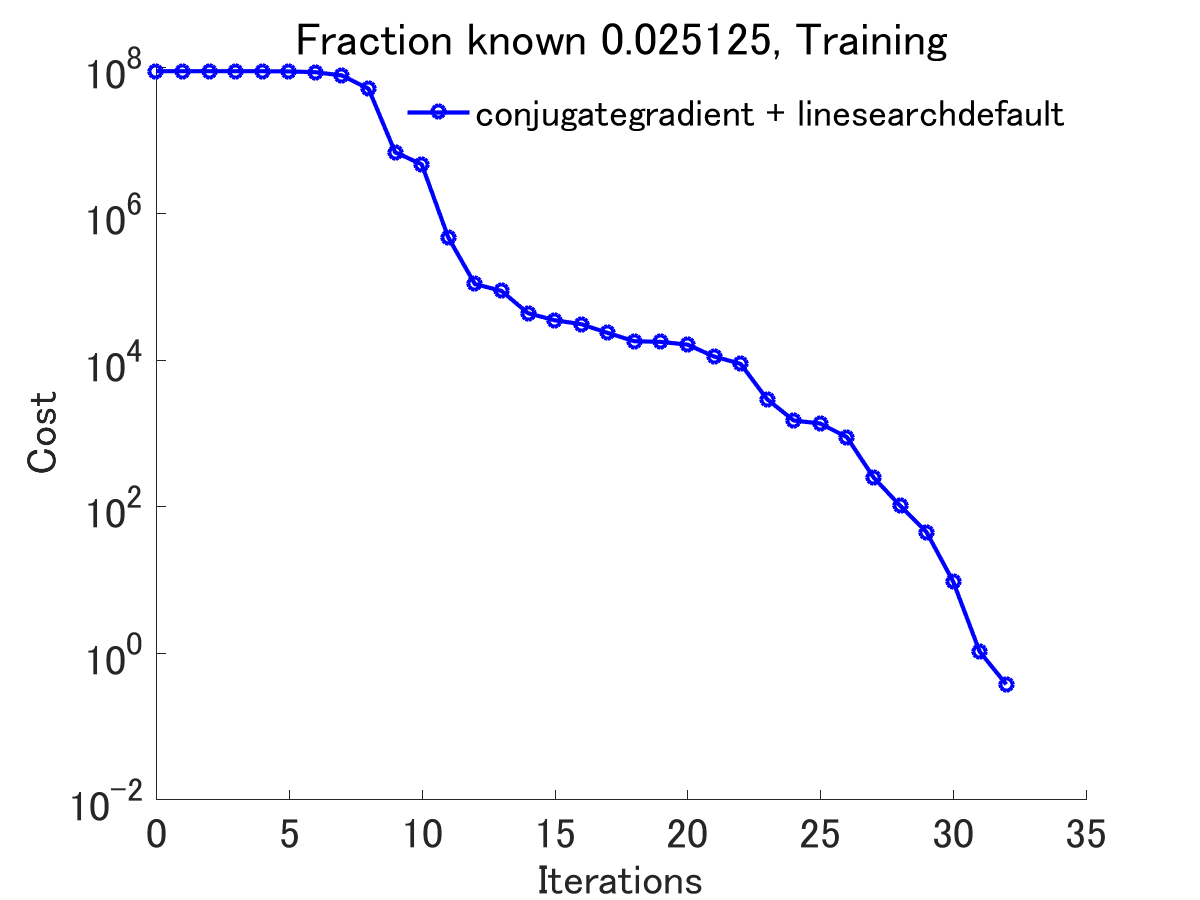 Fraction known 0.025125, Training
conjugategradient + linesearchdefault
10^8
10^6
10^4
10^2
10^0
10^-2
Cost
0 5 10 15 20 25 30 35
Iterations